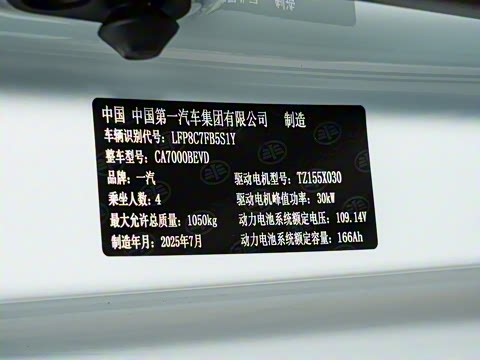 中国 中国第一汽车集团有限公司 制造
车辆识别代号：LFP8C7FB5S1Y
整车型号：CA7000BEVD
品牌：一汽 驱动电机型号：TZ155X030
乘坐人数：4 驱动电机峰值功率：30kW
最大允许总质量：1050kg 动力电池系统额定电压：109.14V
制造年月：2025年7月 动力电池系统额定容量：166Ah